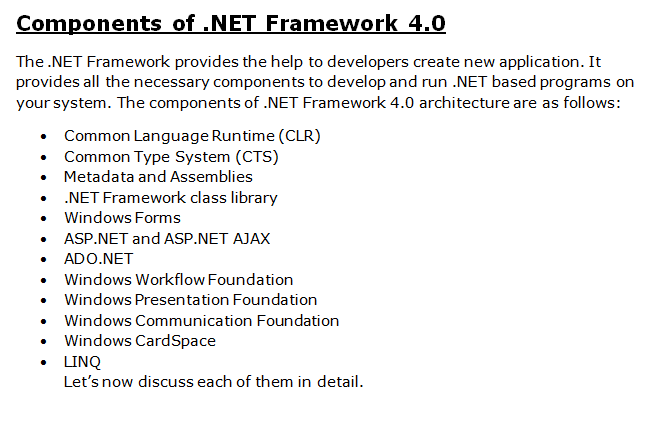 Components of .NET Framework 4.0
The .NET Framework provides the help to developers create new application. It
provides all the necessary components to develop and run .NET based programs on
your system. The components of .NET Framework 4.0 architecture are as follows:
• Common Language Runtime (CLR)
• Common Type System (CTS)
• Metadata and Assemblies
• .NET Framework class library
• Windows Forms
• ASP.NET and ASP.NET AJAX
• ADO.NET
• Windows Workflow Foundation
• Windows Presentation Foundation
• Windows Communication Foundation
• Windows CardSpace
• LINQ
Let's now discuss each of them in detail.